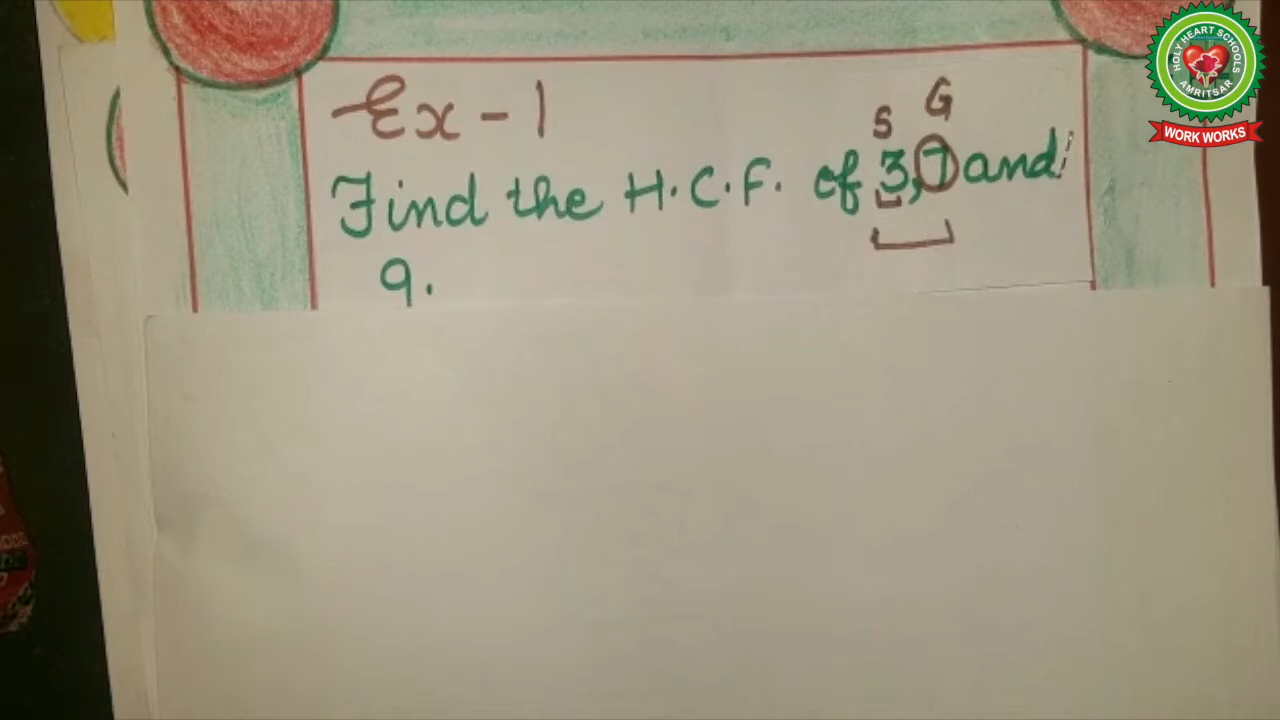 HOLY HEART SCHOOLS
AMRITSAR
WORK WORKS
Ex - 1
S G
Find the H.C.F. of 3, 7 and
9.